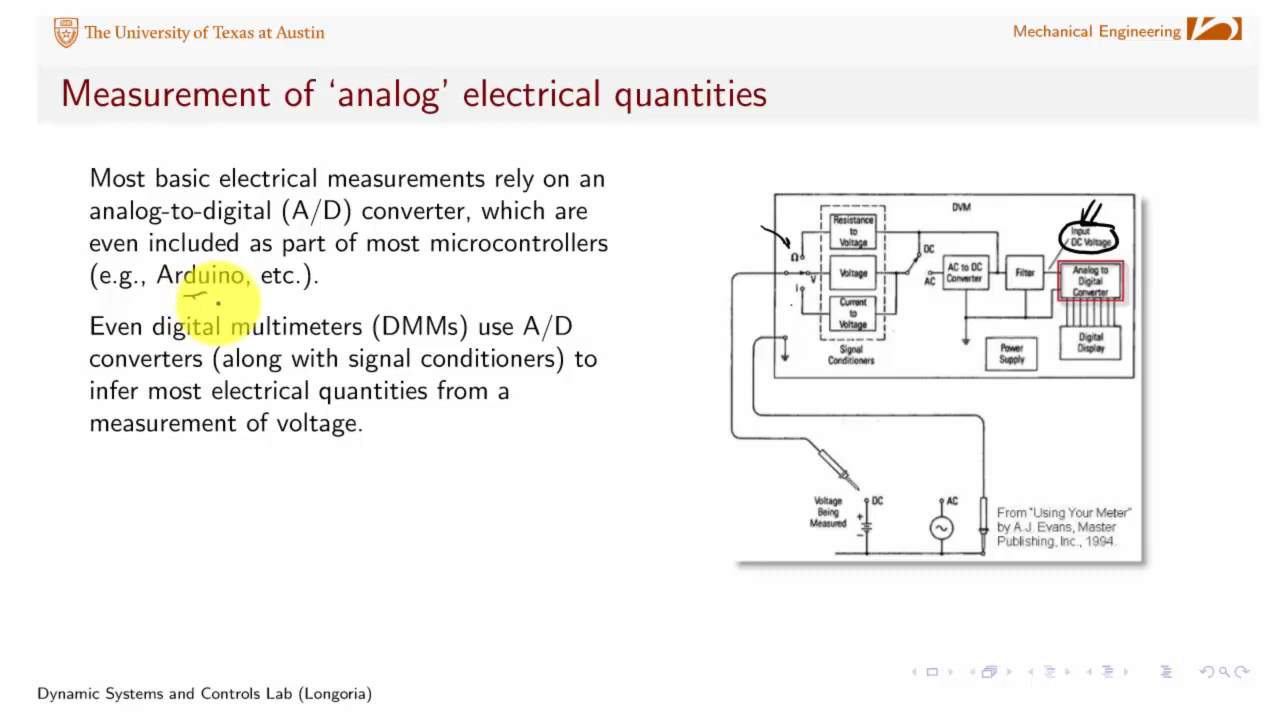 The University of Texas at Austin
Mechanical Engineering
Measurement of ‘analog’ electrical quantities
Most basic electrical measurements rely on an
analog-to-digital (A/D) converter, which are
even included as part of most microcontrollers
(e.g., Arduino, etc.).
Even digital multimeters (DMMs) use A/D
converters (along with signal conditioners) to
infer most electrical quantities from a
measurement of voltage.
DVM
Resistance
to
Voltage
Ω
V
I
Voltage
Current
to
Voltage
Signal
Conditioners
DC
AC
AC to DC
Converter
Filter
Input
DC Voltage
Analog to
Digital
Converter
Digital
Display
Power
Supply
Voltage
Being
Measured
DC
+
−
AC
From "Using Your Meter"
by A.J. Evans, Master
Publishing, Inc., 1994.
Dynamic Systems and Controls Lab (Longoria)